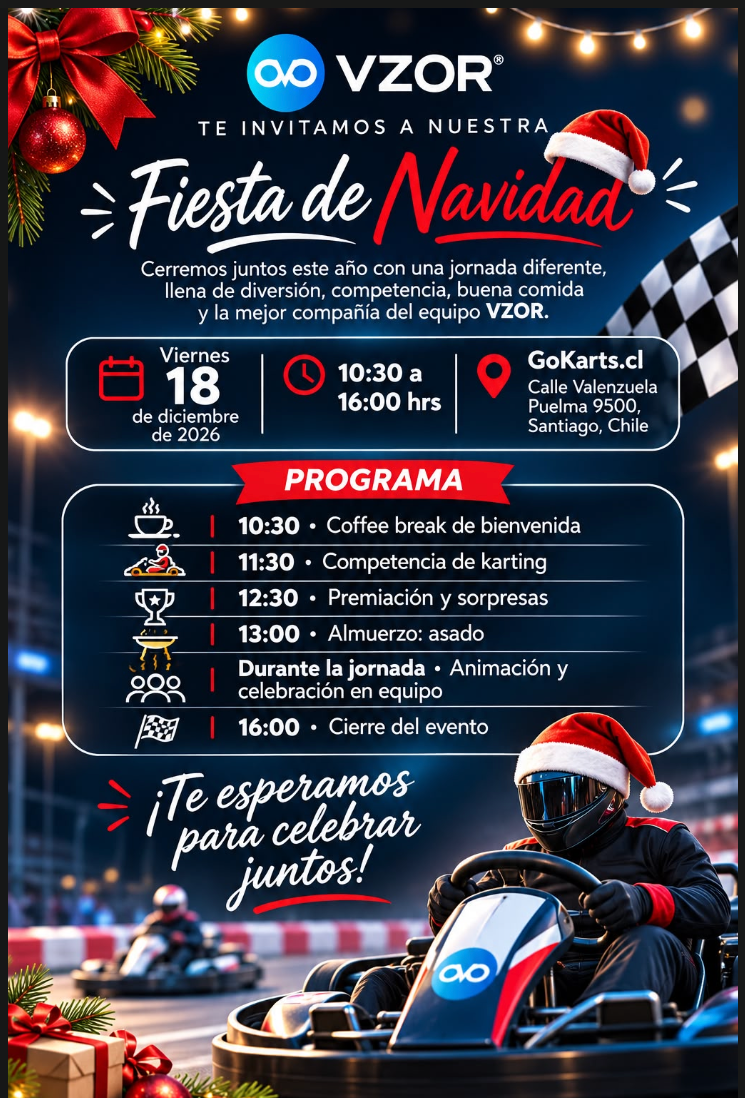 VZOR®
TE INVITAMOS A NUESTRA
Fiesta de Navidad
Cerremos juntos este año con una jornada diferente,
llena de diversión, competencia, buena comida
y la mejor compañía del equipo VZOR.
Viernes
18
de diciembre
de 2026
10:30 a
16:00 hrs
GoKarts.cl
Calle Valenzuela
Puelma 9500,
Santiago, Chile
PROGRAMA
10:30 • Coffee break de bienvenida
11:30 • Competencia de karting
12:30 • Premiación y sorpresas
13:00 • Almuerzo: asado
Durante la jornada • Animación y
celebración en equipo
16:00 • Cierre del evento
¡Te esperamos
para celebrar
juntos!